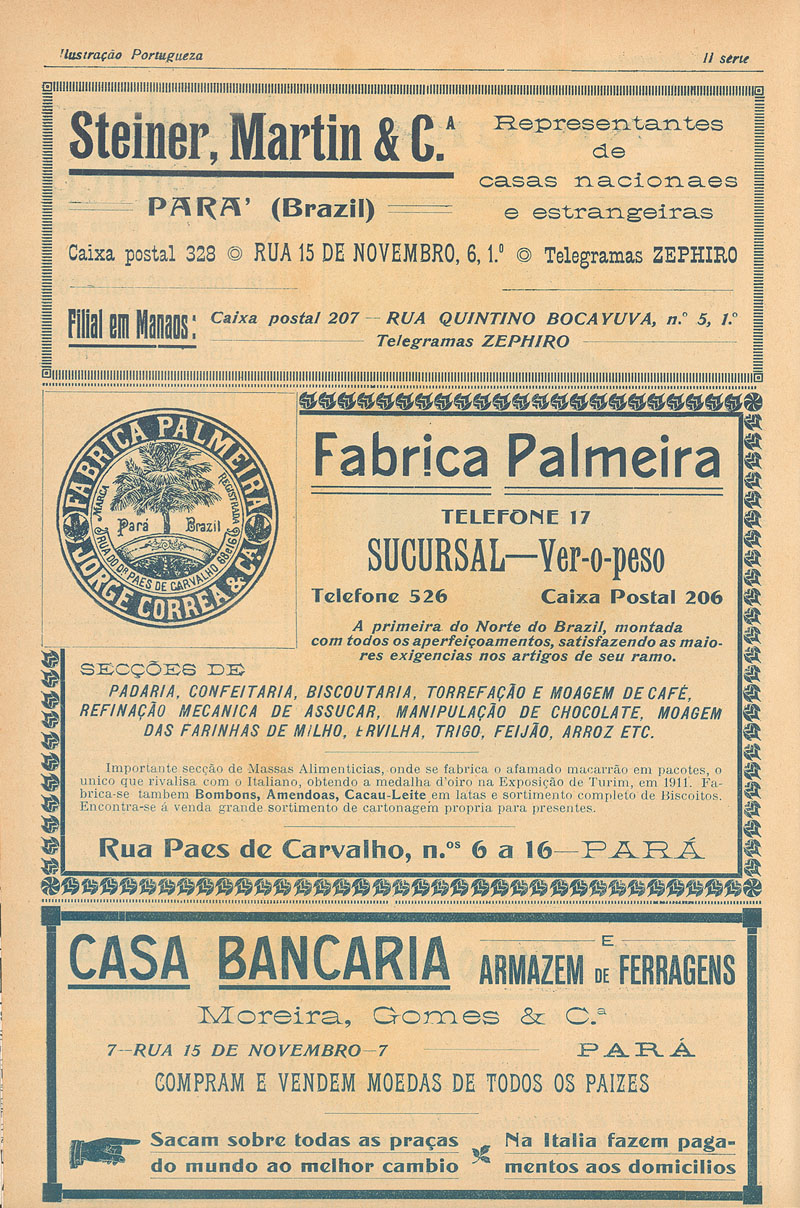 Ilustração Portugueza
II série
Steiner, Martin & C.ᴬ
PARA' (Brazil)
Representantes
de
casas nacionaes
e estrangeiras
Caixa postal 328 ◎ RUA 15 DE NOVEMBRO, 6, 1.º ◎ Telegramas ZEPHIRO
Filial em Manaos: Caixa postal 207 — RUA QUINTINO BOCAYUVA, n.º 5, 1.º
Telegramas ZEPHIRO
FABRICA PALMEIRA
MARCA REGISTRADA
Pará Brazil
RUA DO Dr. PAES DE CARVALHO 6 e 16
JORGE CORREA & Cª.
Fabrica Palmeira
TELEFONE 17
SUCURSAL—Ver-o-peso
Telefone 526 Caixa Postal 206
A primeira do Norte do Brazil, montada
com todos os aperfeiçoamentos, satisfazendo as maio-
res exigencias nos artigos de seu ramo.
SECÇÕES DE
PADARIA, CONFEITARIA, BISCOUTARIA, TORREFAÇÃO E MOAGEM DE CAFÉ,
REFINAÇÃO MECANICA DE ASSUCAR, MANIPULAÇÃO DE CHOCOLATE, MOAGEM
DAS FARINHAS DE MILHO, ERVILHA, TRIGO, FEIJÃO, ARROZ ETC.
Importante secção de Massas Alimenticias, onde se fabrica o afamado macarrão em pacotes, o
unico que rivalisa com o Italiano, obtendo a medalha d'oiro na Exposição de Turim, em 1911. Fa-
brica-se tambem Bombons, Amendoas, Cacau-Leite em latas e sortimento completo de Biscoitos.
Encontra-se á venda grande sortimento de cartonagem propria para presentes.
Rua Paes de Carvalho, n.ºˢ 6 a 16—PARÁ
CASA BANCARIA E
ARMAZEM DE FERRAGENS
Moreira, Gomes & C.ª
7—RUA 15 DE NOVEMBRO—7 PARÁ
COMPRAM E VENDEM MOEDAS DE TODOS OS PAIZES
Sacam sobre todas as praças
do mundo ao melhor cambio
Na Italia fazem paga-
mentos aos domicilios